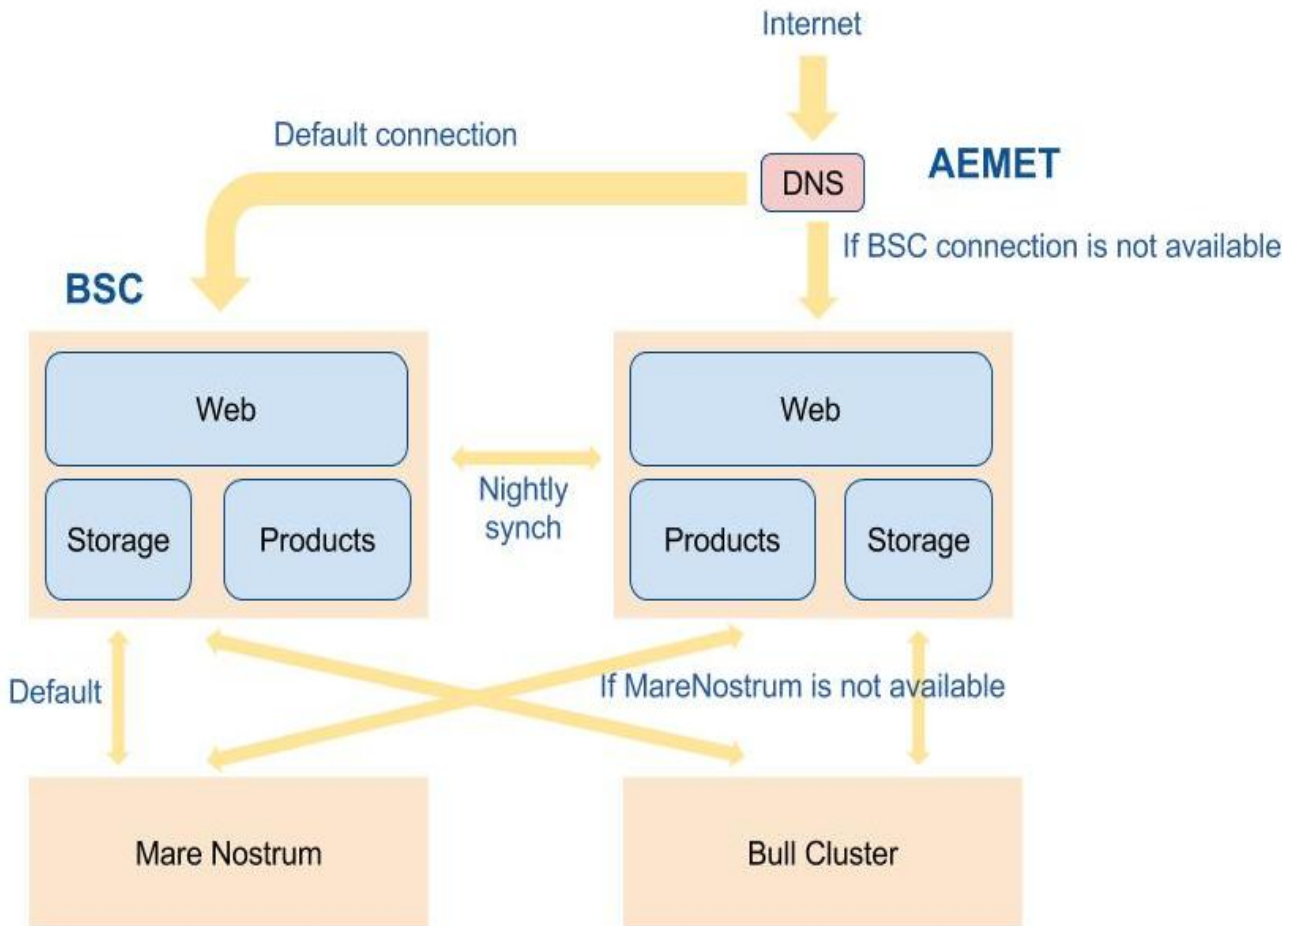 Internet
Default connection
DNS
AEMET
If BSC connection is not available
BSC
Web
Web
Storage
Products
Nightly
synch
Products
Storage
Default
If MareNostrum is not available
Mare Nostrum
Bull Cluster